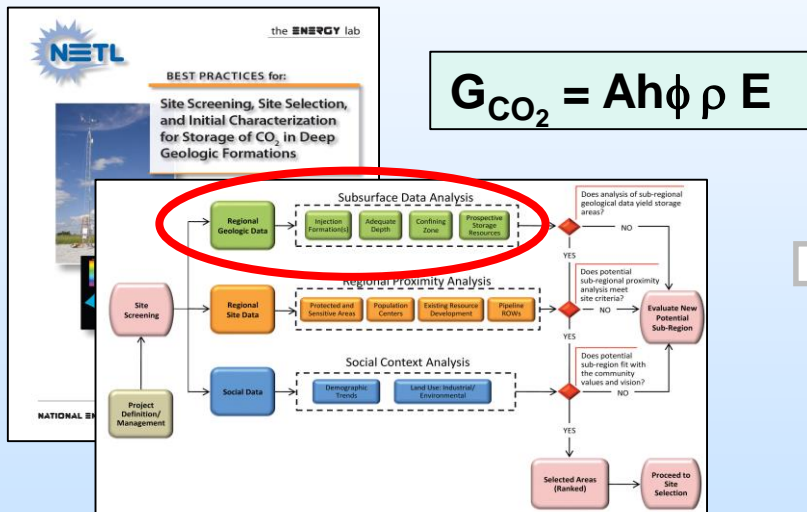 the ENERGY lab
NETL
BEST PRACTICES for:
Site Screening, Site Selection,
and Initial Characterization
for Storage of CO2 in Deep
Geologic Formations
G_CO2 = Ahϕ ρ E
Subsurface Data Analysis
Regional
Geologic Data
Injection
Formation(s)
Adequate
Depth
Confining
Zone
Prospective
Storage
Resources
Does analysis of sub-regional
geological data yield storage
areas?
NO
YES
Regional Proximity Analysis
Site
Screening
Regional
Site Data
Protected and
Sensitive Areas
Population
Centers
Existing Resource
Development
Pipeline
ROWs
Does potential
sub-regional proximity
analysis meet
site criteria?
NO
Evaluate New
Potential
Sub-Region
YES
Social Context Analysis
Social Data
Demographic
Trends
Land Use: Industrial/
Environmental
Does potential
sub-region fit with
the community
values and vision?
NO
YES
Project
Definition/
Management
NATIONAL
Selected Areas
(Ranked)
Proceed to
Site
Selection